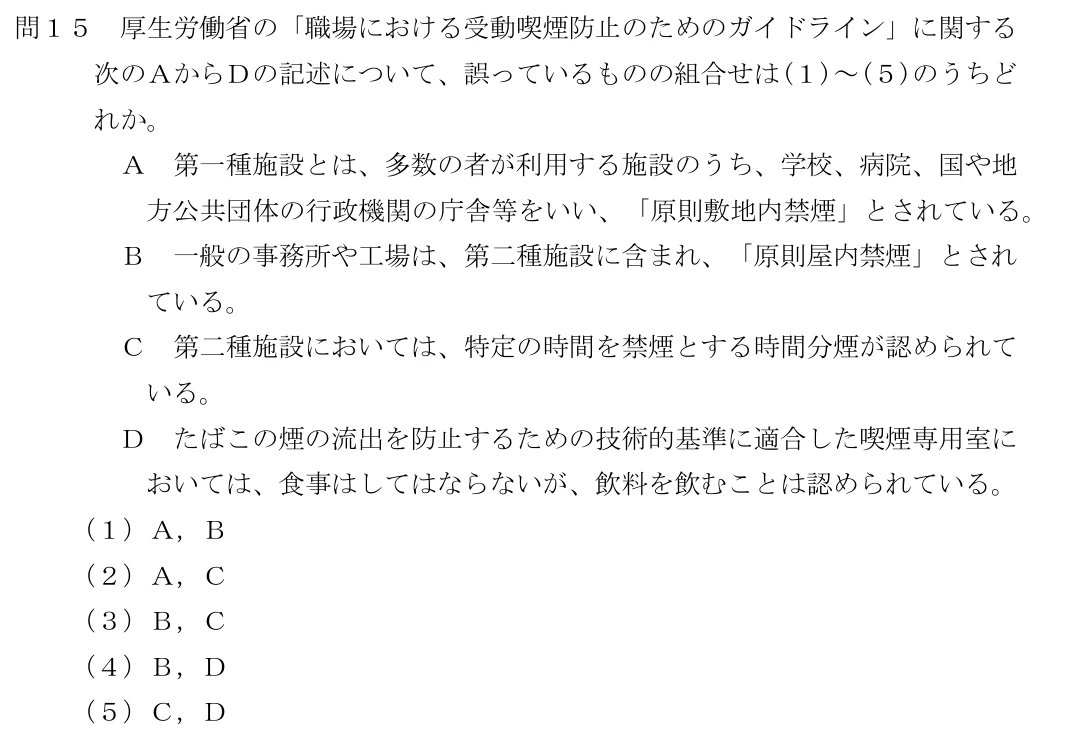 問１５　厚生労働省の「職場における受動喫煙防止のためのガイドライン」に関する
次のＡからＤの記述について、誤っているものの組合せは(１)～(５)のうちど
れか。
Ａ　第一種施設とは、多数の者が利用する施設のうち、学校、病院、国や地
方公共団体の行政機関の庁舎等をいい、「原則敷地内禁煙」とされている。
Ｂ　一般の事務所や工場は、第二種施設に含まれ、「原則屋内禁煙」とされ
ている。
Ｃ　第二種施設においては、特定の時間を禁煙とする時間分煙が認められて
いる。
Ｄ　たばこの煙の流出を防止するための技術的基準に適合した喫煙専用室に
おいては、食事はしてはならないが、飲料を飲むことは認められている。
(１) Ａ，Ｂ
(２) Ａ，Ｃ
(３) Ｂ，Ｃ
(４) Ｂ，Ｄ
(５) Ｃ，Ｄ